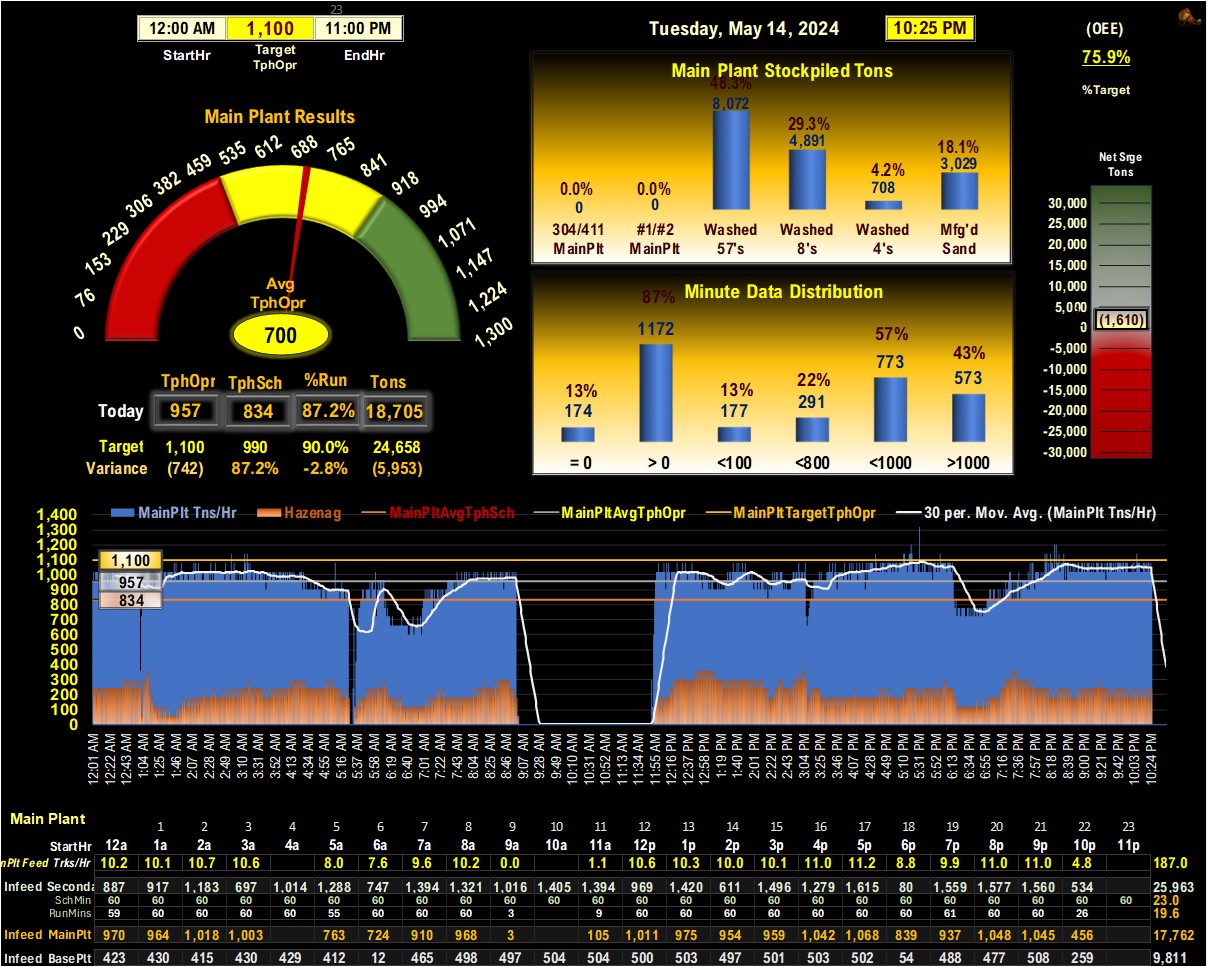 23
12:00 AM 1,100 11:00 PM
StartHr Target TphOpr EndHr
Tuesday, May 14, 2024 10:25 PM
(OEE)
75.9%
%Target
Main Plant Results
0 76 153 229 306 382 459 535 612 688 765 841 918 994 1,071 1,147 1,224 1,300
Avg
TphOpr
700
TphOpr TphSch %Run Tons
Today 957 834 87.2% 18,705
Target 1,100 990 90.0% 24,658
Variance (742) 87.2% -2.8% (5,953)
Main Plant Stockpiled Tons
48.3%
8,072
29.3%
4,891
18.1%
4.2% 3,029
0.0% 0.0% 708
0 0
304/411 #1/#2 Washed Washed Washed Mfg'd
MainPlt MainPlt 57's 8's 4's Sand
Minute Data Distribution
87%
1172
57%
773
43%
573
13% 13% 22%
174 177 291
= 0 > 0 <100 <800 <1000 >1000
Net Srge
Tons
30,000
25,000
20,000
15,000
10,000
5,000
(1,610)
0
-5,000
-10,000
-15,000
-20,000
-25,000
-30,000
MainPlt Tns/Hr Hazenag MainPltAvgTphSch MainPltAvgTphOpr MainPltTargetTphOpr 30 per. Mov. Avg. (MainPlt Tns/Hr)
1,400
1,300
1,200
1,100
1,000
900
800
700
600
500
400
300
200
100
0
1,100
957
834
12:01 AM 12:22 AM 12:43 AM 1:04 AM 1:25 AM 1:46 AM 2:07 AM 2:28 AM 2:49 AM 3:10 AM 3:31 AM 3:52 AM 4:13 AM 4:34 AM 4:55 AM 5:16 AM 5:37 AM 5:58 AM 6:19 AM 6:40 AM 7:01 AM 7:22 AM 7:43 AM 8:04 AM 8:25 AM 8:46 AM 9:07 AM 9:28 AM 9:49 AM 10:10 AM 10:31 AM 10:52 AM 11:13 AM 11:34 AM 11:55 AM 12:16 PM 12:37 PM 12:58 PM 1:19 PM 1:40 PM 2:01 PM 2:22 PM 2:43 PM 3:04 PM 3:25 PM 3:46 PM 4:07 PM 4:28 PM 4:49 PM 5:10 PM 5:31 PM 5:52 PM 6:13 PM 6:34 PM 6:55 PM 7:16 PM 7:36 PM 7:57 PM 8:18 PM 8:39 PM 9:00 PM 9:21 PM 9:42 PM 10:03 PM 10:24 PM
Main Plant
1 2 3 4 5 6 7 8 9 10 11 12 13 14 15 16 17 18 19 20 21 22 23
StartHr 12a 1a 2a 3a 4a 5a 6a 7a 8a 9a 10a 11a 12p 1p 2p 3p 4p 5p 6p 7p 8p 9p 10p 11p
nPlt Feed Trks/Hr 10.2 10.1 10.7 10.6 8.0 7.6 9.6 10.2 0.0 1.1 10.6 10.3 10.0 10.1 11.0 11.2 8.8 9.9 11.0 11.0 4.8 187.0
Infeed Seconda 887 917 1,183 697 1,014 1,288 747 1,394 1,321 1,016 1,405 1,394 969 1,420 611 1,496 1,279 1,615 80 1,559 1,577 1,560 534 25,963
SchMin 60 60 60 60 60 60 60 60 60 60 60 60 60 60 60 60 60 60 60 60 60 60 60 60 23.0
RunMins 59 60 60 60 55 60 60 60 3 9 60 60 60 60 60 60 60 61 60 60 26 19.6
Infeed MainPlt 970 964 1,018 1,003 763 724 910 968 3 105 1,011 975 954 959 1,042 1,068 839 937 1,048 1,045 456 17,762
Infeed BasePlt 423 430 415 430 429 412 12 465 498 497 504 504 500 503 497 501 503 502 54 488 477 508 259 9,811